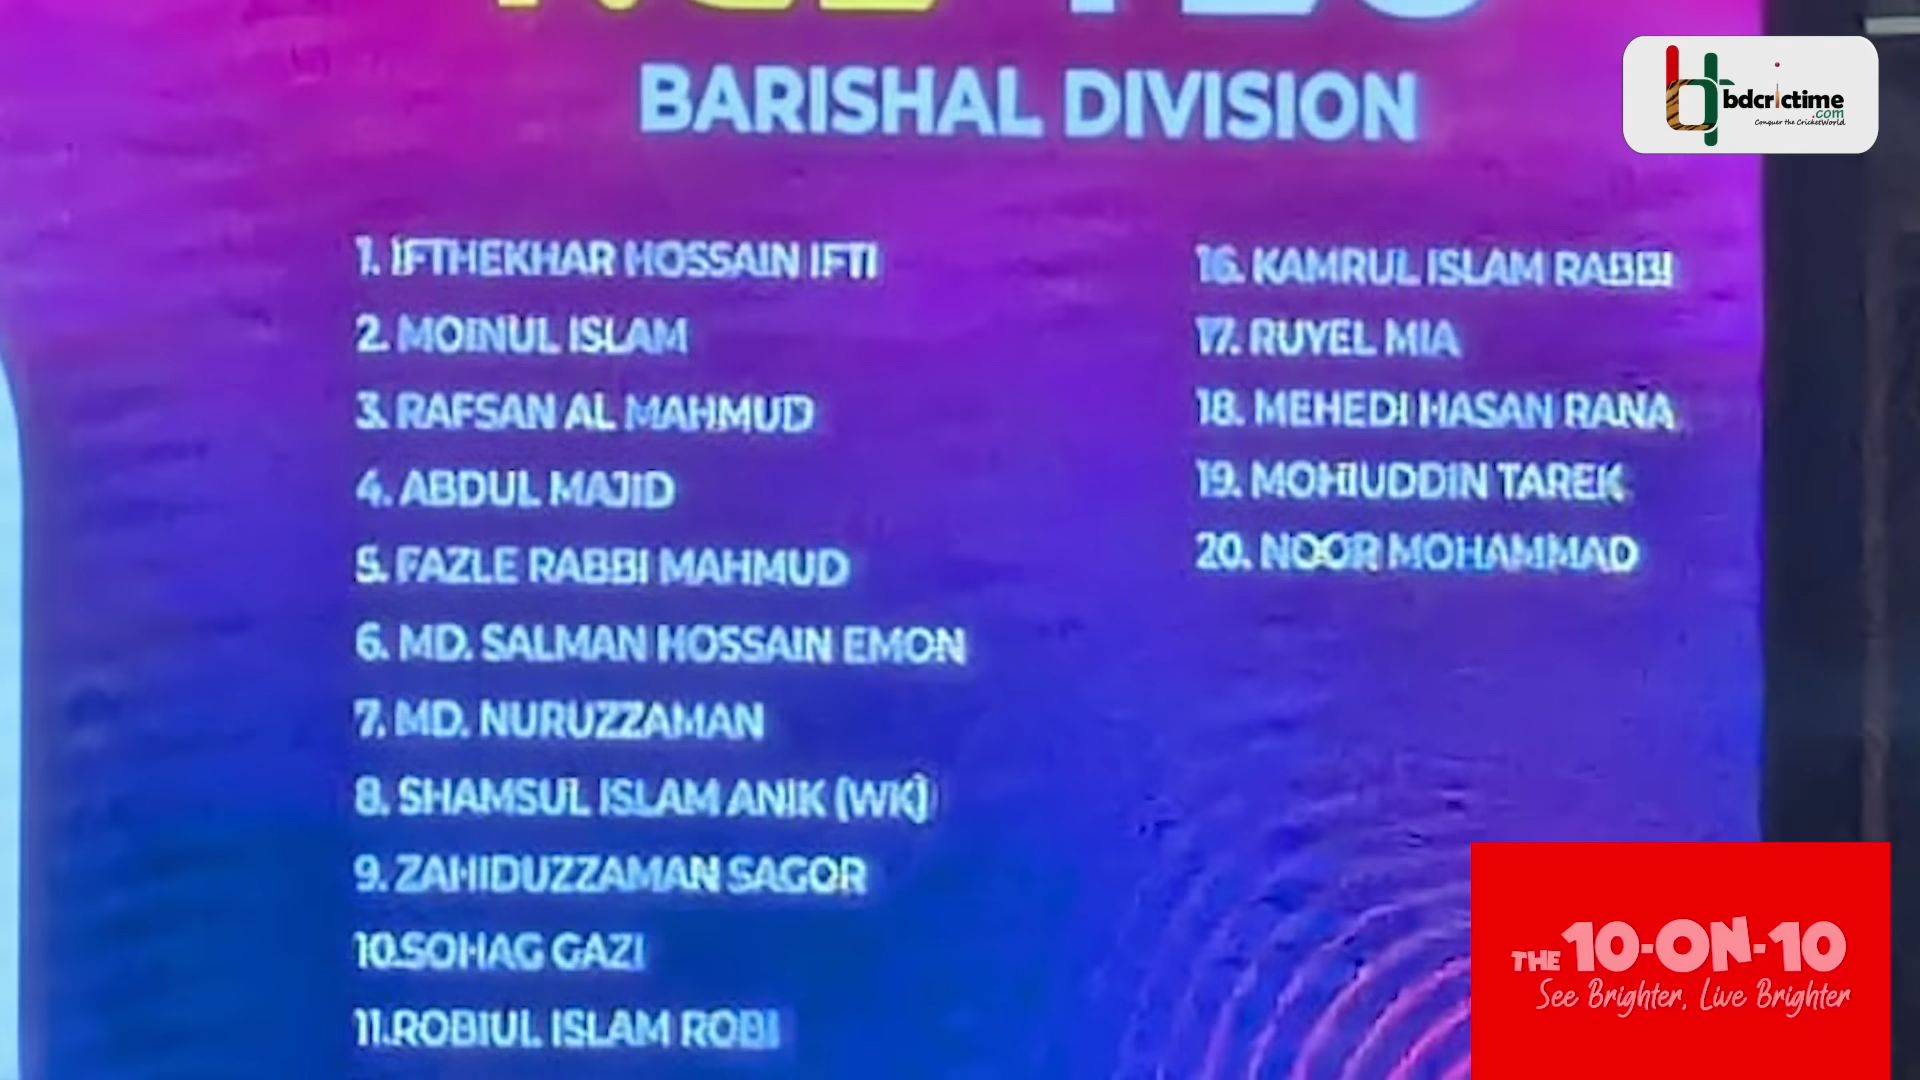 BARISHAL DIVISION
1. IFTHEKHAR HOSSAIN IFTI
2. MOINUL ISLAM
3. RAFSAN AL MAHMUD
4. ABDUL MAJID
5. FAZLE RABBI MAHMUD
6. MD. SALMAN HOSSAIN EMON
7. MD. NURUZZAMAN
8. SHAMSUL ISLAM ANIK (WK)
9. ZAHIDUZZAMAN SAGOR
10.SOHAG GAZI
11.ROBIUL ISLAM ROBI
16. KAMRUL ISLAM RABBI
17. RUYEL MIA
18. MEHEDI HASAN RANA
19. MOHIUDDIN TAREK
20. NOOR MOHAMMAD
bdcrictime
.com
Conquer the CricketWorld
THE 10-ON-10
See Brighter, Live Brighter